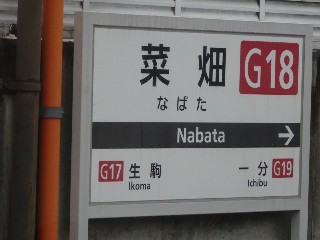 菜畑 G18
なばた
Nabata →
G17 生駒 一分 G19
Ikoma Ichibu